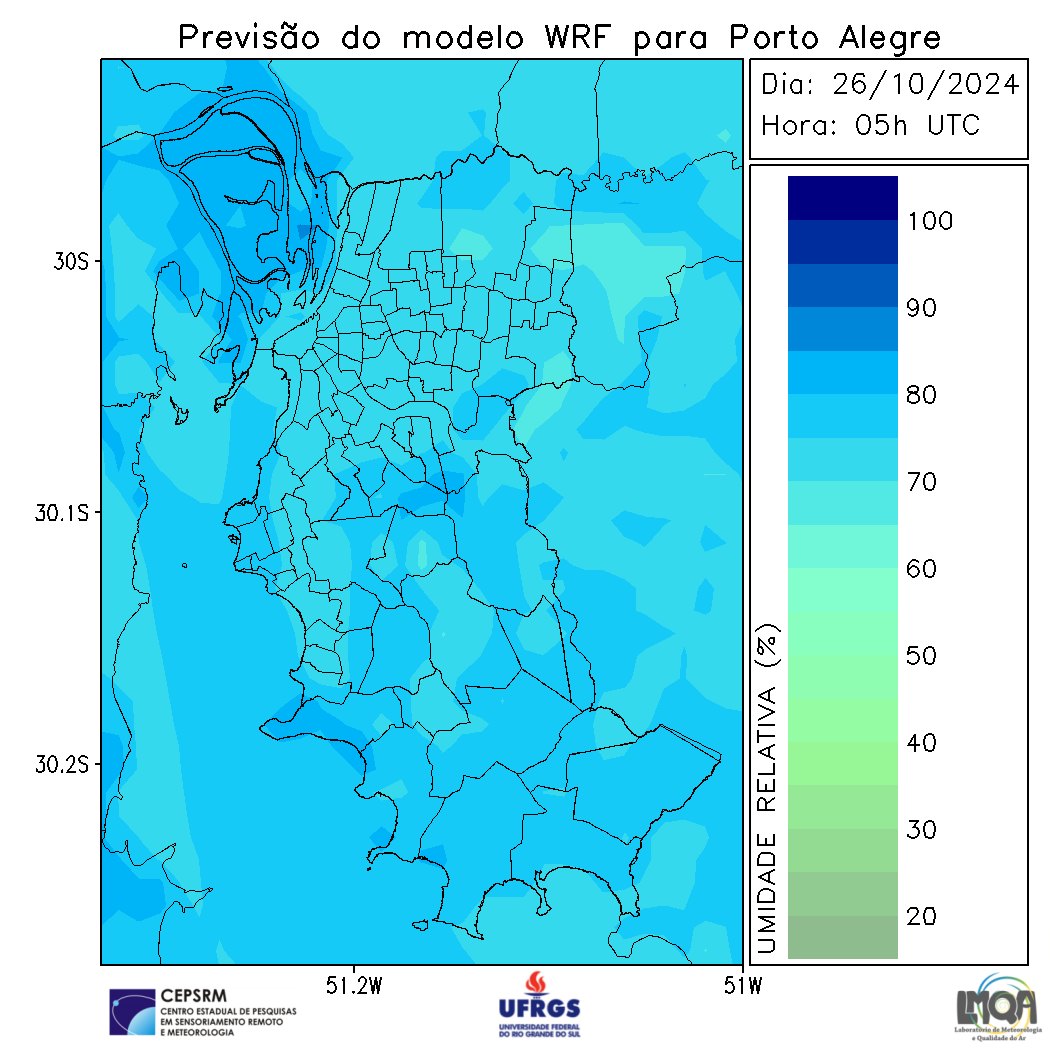 Previsão do modelo WRF para Porto Alegre
Dia: 26/10/2024
Hora: 05h UTC
30S
30.1S
30.2S
51.2W
51W
UMIDADE RELATIVA (%)
100
90
80
70
60
50
40
30
20
CEPSRM
CENTRO ESTADUAL DE PESQUISAS
EM SENSORIAMENTO REMOTO
E METEOROLOGIA
UFRGS
UNIVERSIDADE FEDERAL
DO RIO GRANDE DO SUL
LMQA
Laboratório de Meteorologia
e Qualidade do Ar